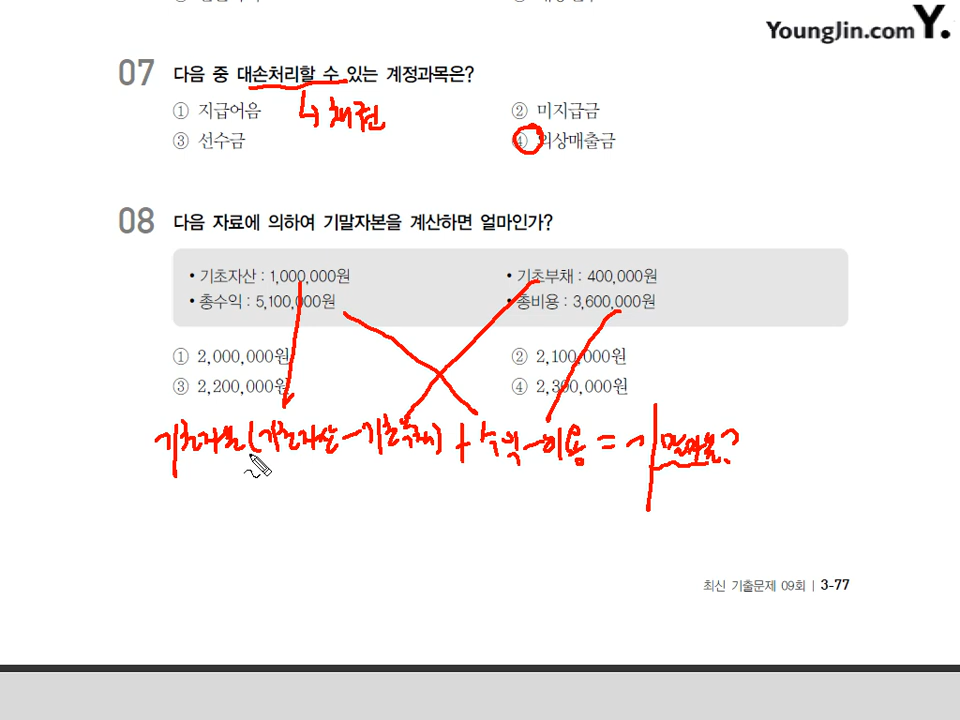 YoungJin.com Y.
07 다음 중 대손처리할 수 있는 계정과목은?
① 지급어음 ② 미지급금
↳ 채권
③ 선수금 ④ 외상매출금
08 다음 자료에 의하여 기말자본을 계산하면 얼마인가?
• 기초자산 : 1,000,000원 • 기초부채 : 400,000원
• 총수익 : 5,100,000원 • 총비용 : 3,600,000원
① 2,000,000원 ② 2,100,000원
③ 2,200,000원 ④ 2,300,000원
기초자본(기초자산-기초부채)+수익-비용=기말자본?
최신 기출문제 09회 | 3-77